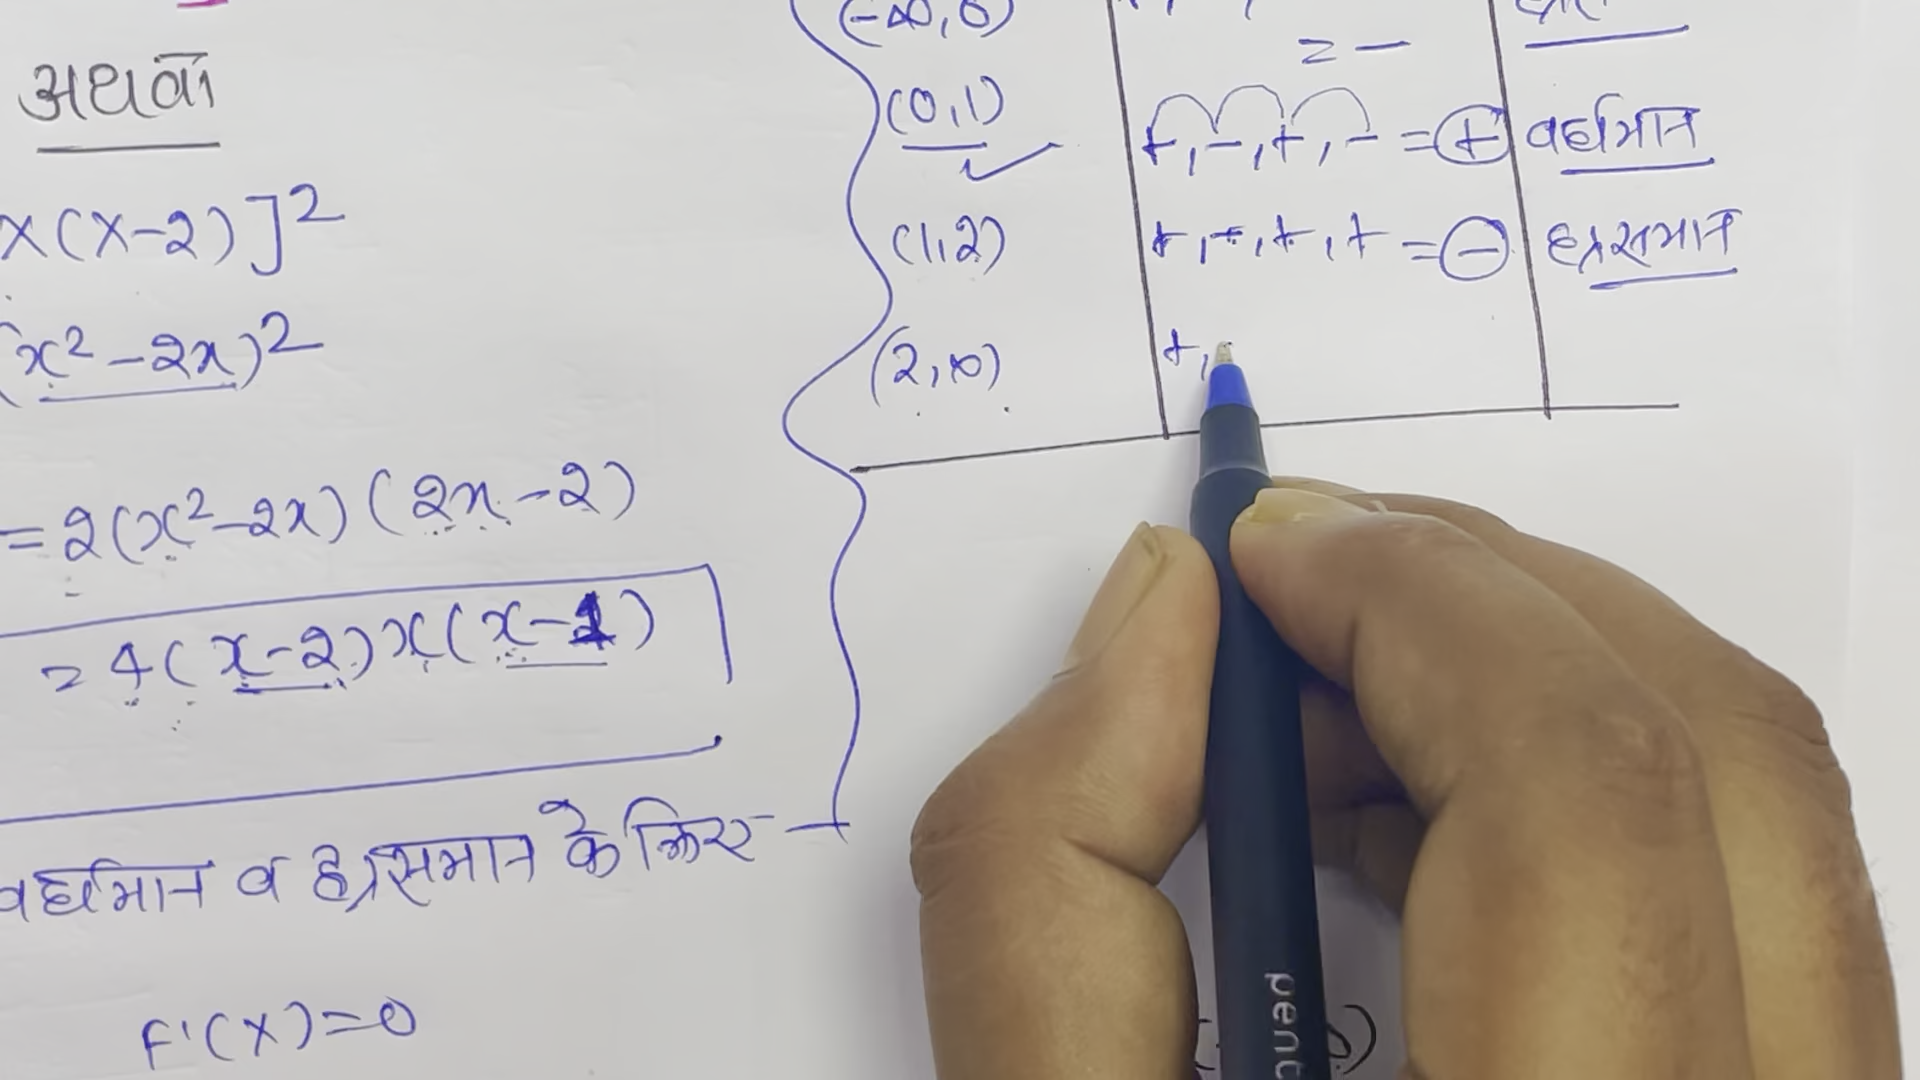 अथवा
x(x-2)]²
(x²-2x)²
=2(x²-2x)(2x-2)
=4(x-2)x(x-1)
वर्धमान व ह्रासमान के लिए -
F'(x)=0
(-∞,0)
= -
(0,1) +,-,+,- = + वर्धमान
(1,2) +,-,+,+ = - ह्रासमान
(2,∞) +,
pent